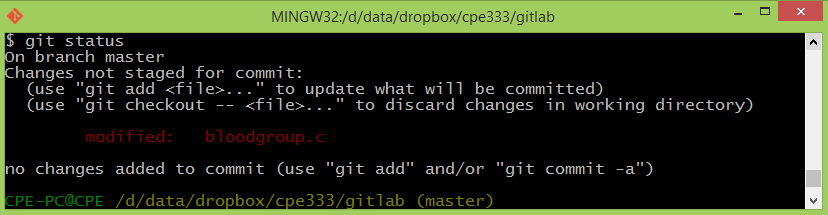 MINGW32:/d/data/dropbox/cpe333/gitlab
$ git status
On branch master
Changes not staged for commit:
  (use "git add <file>..." to update what will be committed)
  (use "git checkout -- <file>..." to discard changes in working directory)
        modified:   bloodgroup.c
no changes added to commit (use "git add" and/or "git commit -a")
CPE-PC@CPE /d/data/dropbox/cpe333/gitlab (master)